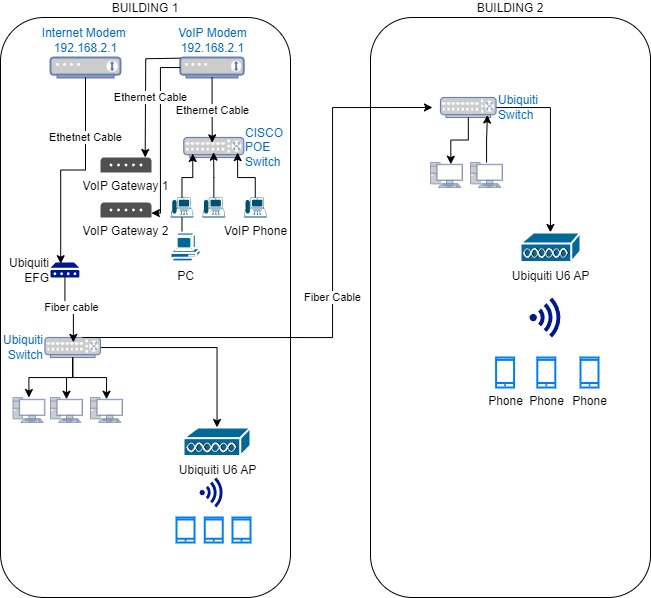 BUILDING 1
BUILDING 2
Internet Modem
192.168.2.1
VoIP Modem
192.168.2.1
Ethernet Cable
Ethernet Cable
Ethetnet Cable
CISCO
POE
Switch
VoIP Gateway 1
VoIP Gateway 2
VoIP Phone
PC
Ubiquiti
EFG
Fiber cable
Ubiquiti
Switch
Ubiquiti U6 AP
Fiber Cable
Ubiquiti
Switch
Ubiquiti U6 AP
Phone
Phone
Phone